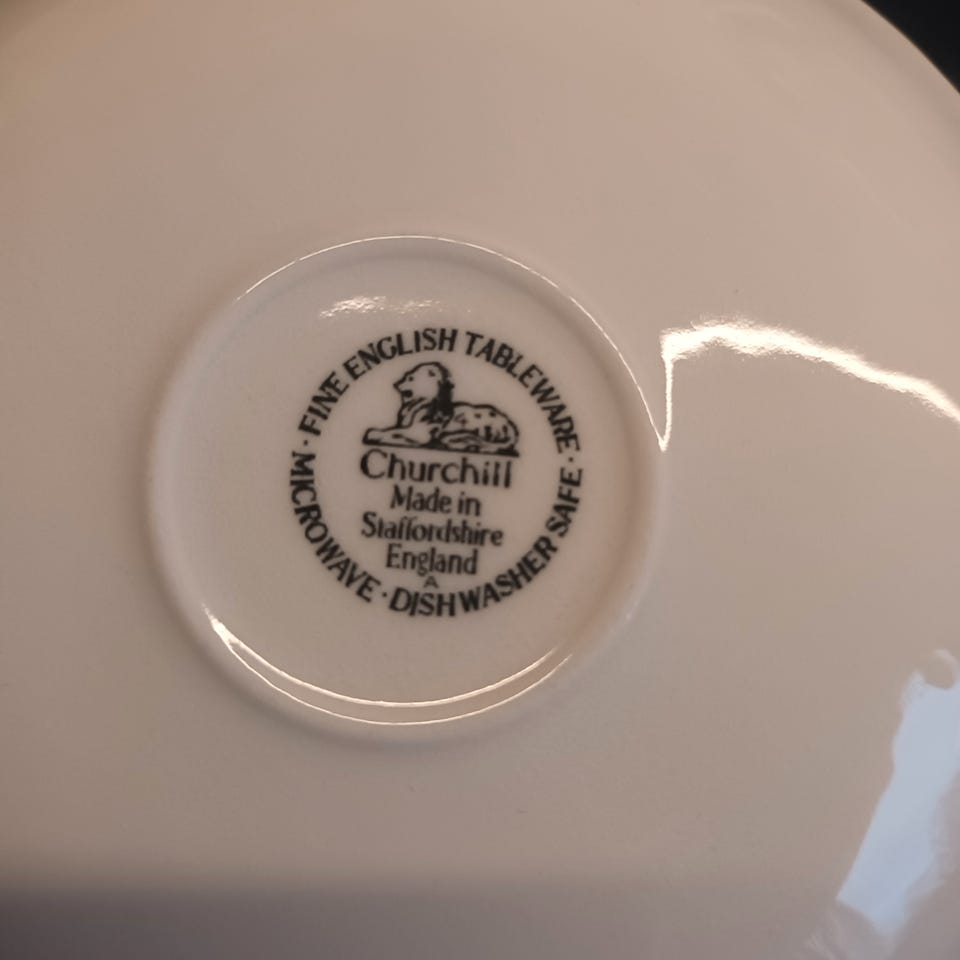 · FINE ENGLISH TABLEWARE ·
Churchill
Made in
Staffordshire
England
A
MICROWAVE · DISHWASHER SAFE